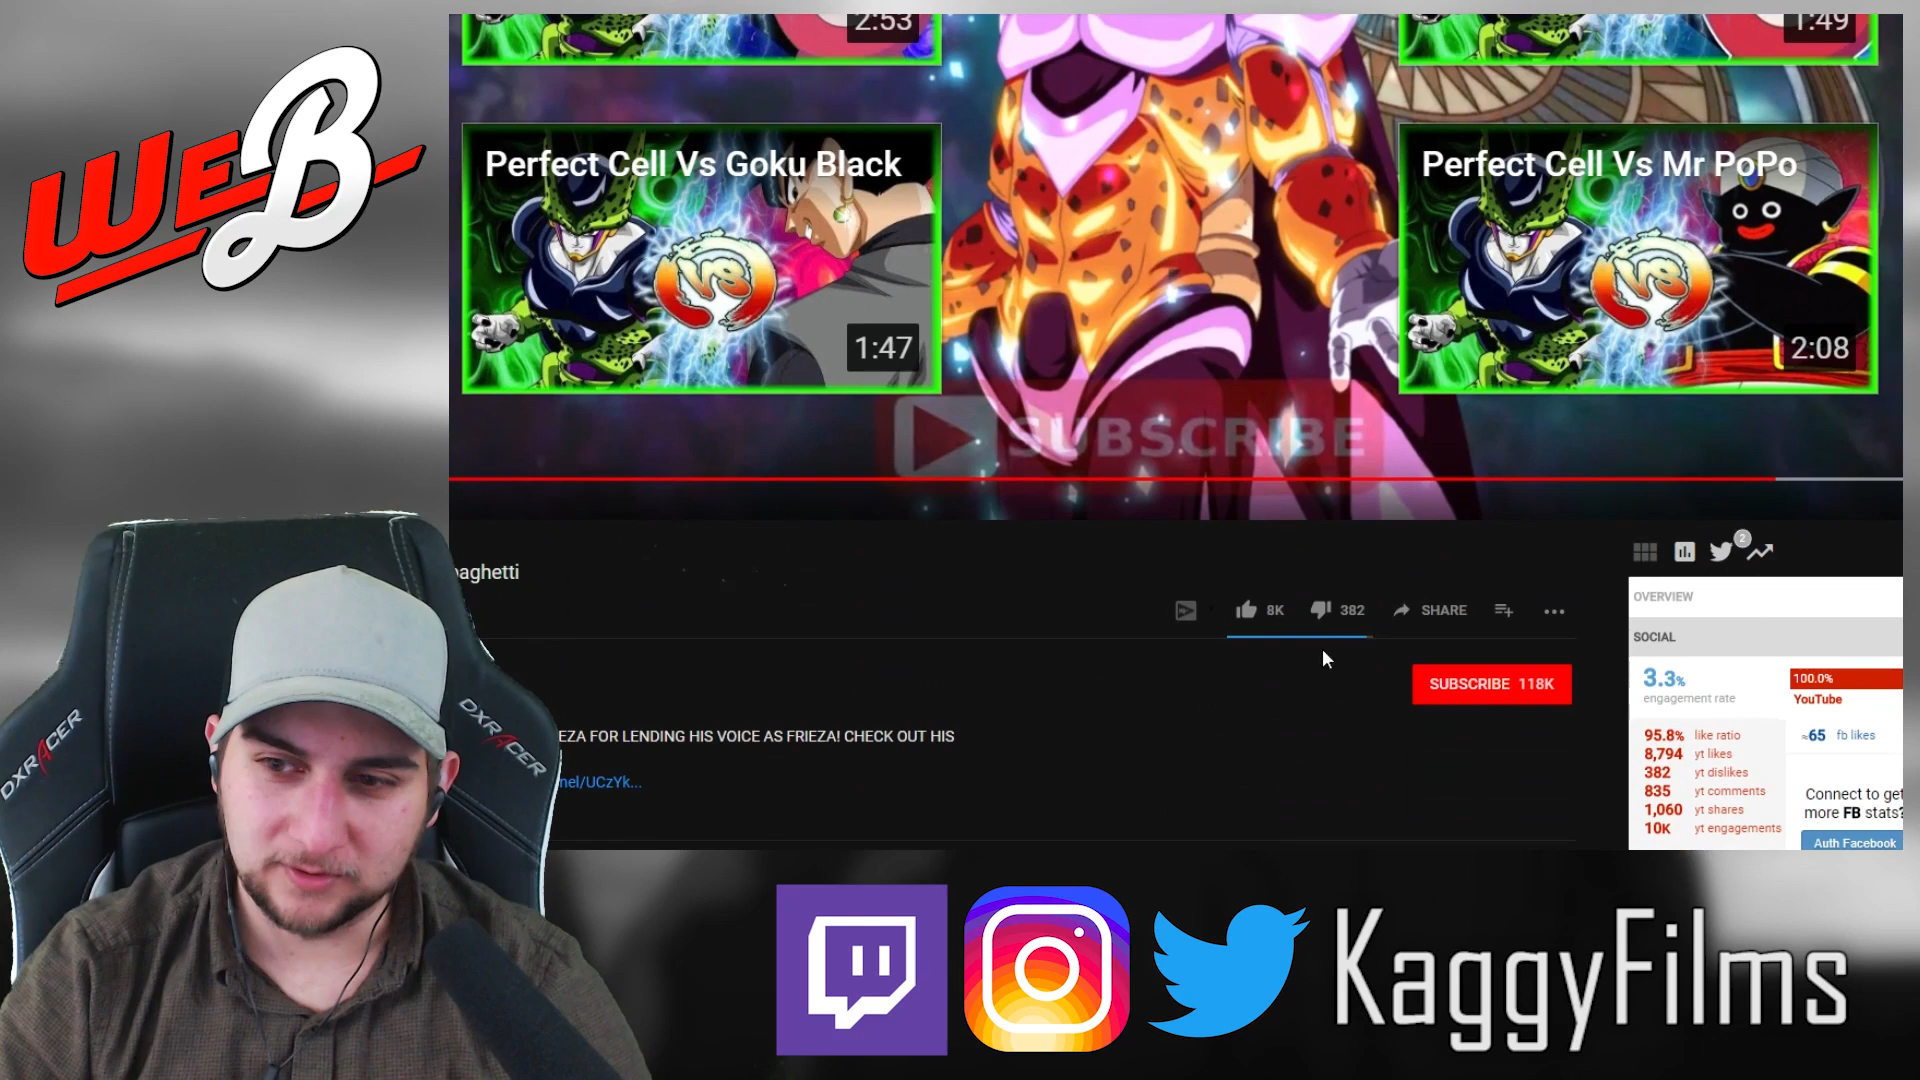 WEB
2:53
1:49
Perfect Cell Vs Goku Black
VS
1:47
Perfect Cell Vs Mr PoPo
VS
2:08
SUBSCRIBE
paghetti
8K
382
SHARE
SUBSCRIBE 118K
EZA FOR LENDING HIS VOICE AS FRIEZA! CHECK OUT HIS
nel/UCzYk...
2
OVERVIEW
SOCIAL
3.3%
engagement rate
100.0%
YouTube
95.8% like ratio
8,794 yt likes
382 yt dislikes
835 yt comments
1,060 yt shares
10K yt engagements
≈65 fb likes
Connect to get
more FB stats?
Auth Facebook
DXRACER
DXRACER
KaggyFilms